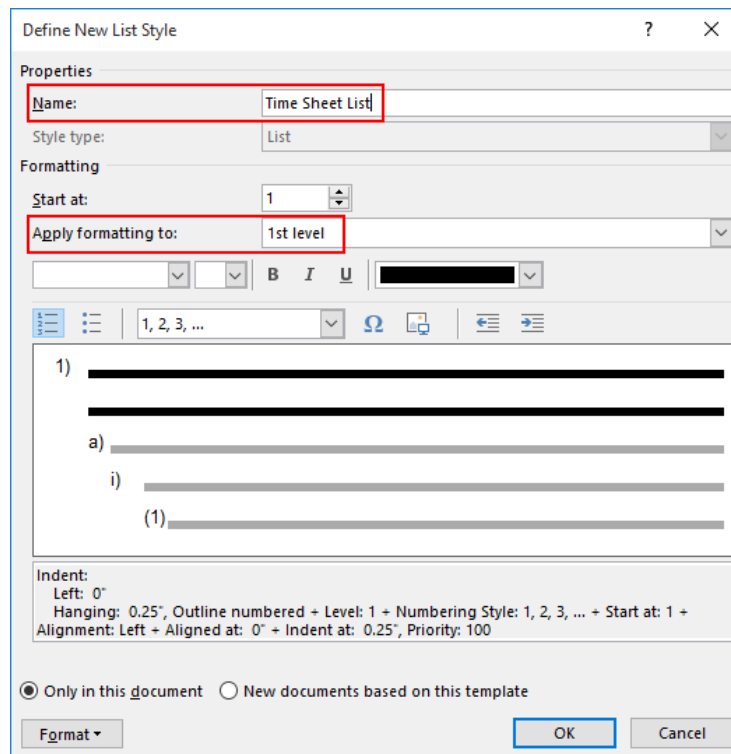 Define New List Style ?
Properties
Name: Time Sheet List
Style type: List
Formatting
Start at: 1
Apply formatting to: 1st level
B I U
1, 2, 3, ... Ω
1)
a)
i)
(1)
Indent:
Left: 0"
Hanging: 0.25", Outline numbered + Level: 1 + Numbering Style: 1, 2, 3, ... + Start at: 1 +
Alignment: Left + Aligned at: 0" + Indent at: 0.25", Priority: 100
Only in this document New documents based on this template
Format OK Cancel